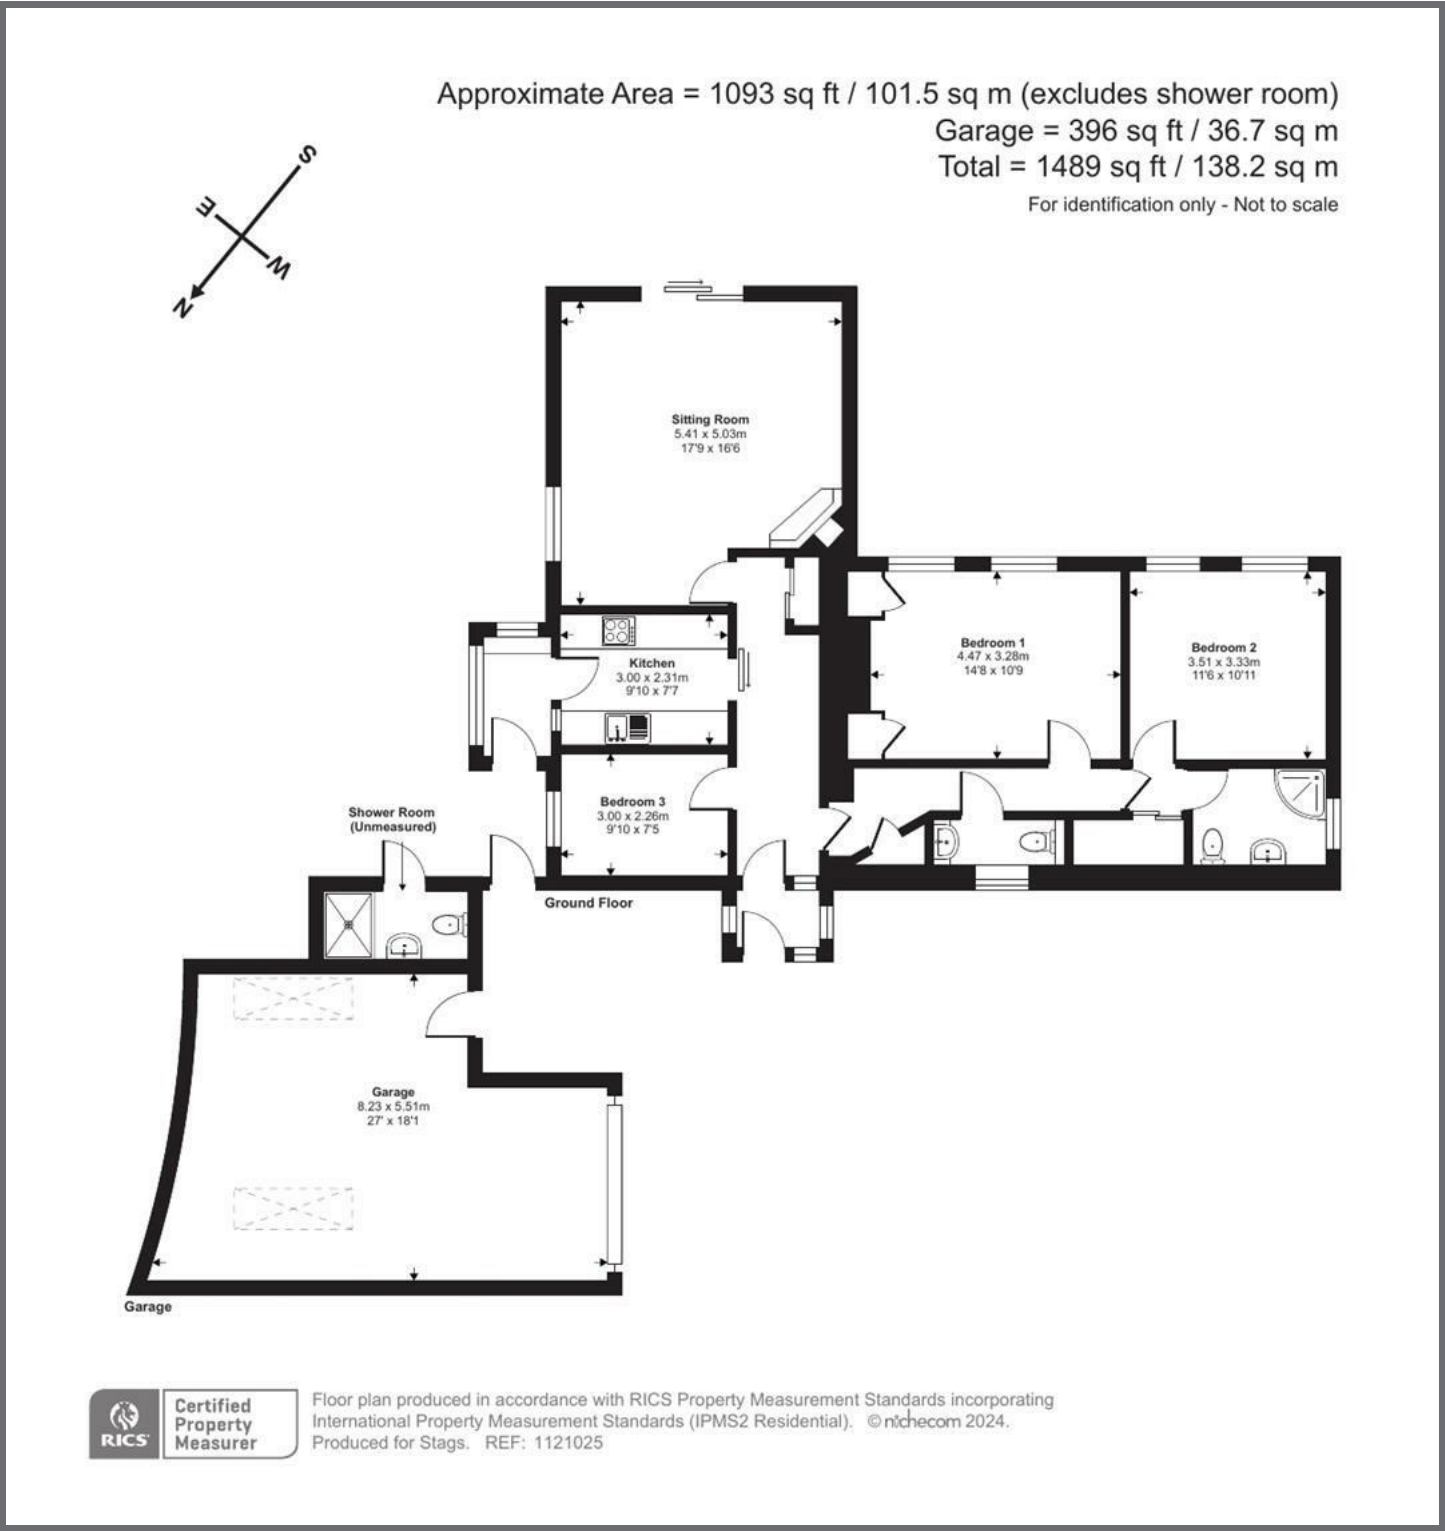 Approximate Area = 1093 sq ft / 101.5 sq m (excludes shower room)
Garage = 396 sq ft / 36.7 sq m
Total = 1489 sq ft / 138.2 sq m
For identification only - Not to scale
S
E
W
N
Sitting Room
5.41 x 5.03m
17'9 x 16'6
Kitchen
3.00 x 2.31m
9'10 x 7'7
Bedroom 1
4.47 x 3.28m
14'8 x 10'9
Bedroom 2
3.51 x 3.33m
11'6 x 10'11
Bedroom 3
3.00 x 2.26m
9'10 x 7'5
Shower Room
(Unmeasured)
Ground Floor
Garage
8.23 x 5.51m
27' x 18'1
Garage
RICS
Certified
Property
Measurer
Floor plan produced in accordance with RICS Property Measurement Standards incorporating
International Property Measurement Standards (IPMS2 Residential). © nichecom 2024.
Produced for Stags. REF: 1121025